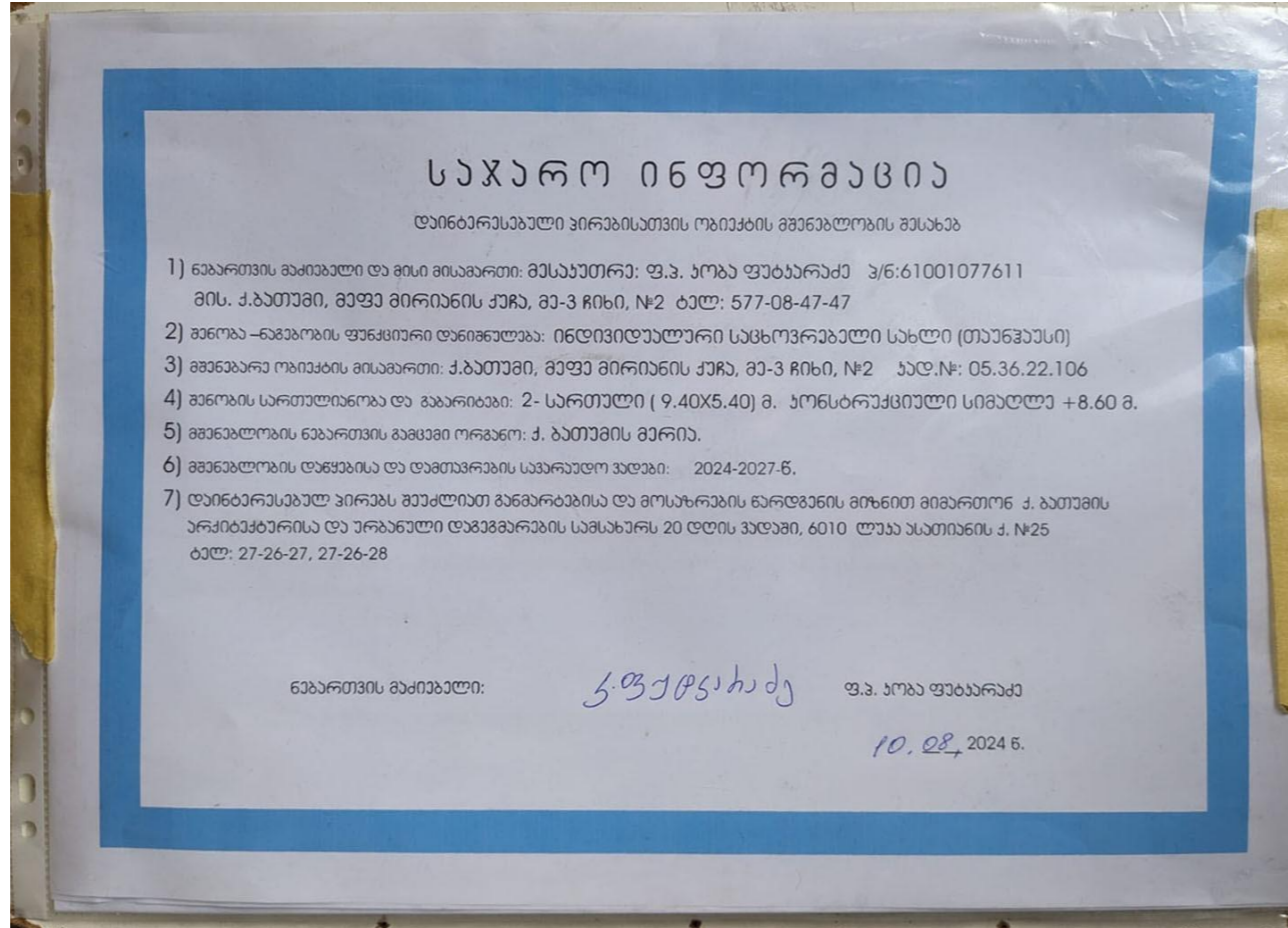 საჯარო ინფორმაცია
დაინტერესებული პირებისათვის ობიექტის მშენებლობის შესახებ
1) ნებართვის მაძიებელი და მისი მისამართი: მესაკუთრე: ფ.პ. კობა ფუტკარაძე პ/ნ:61001077611
მის. ქ.ბათუმი, მეფე მირიანის ქუჩა, მე-3 ჩიხი, №2 ტელ: 577-08-47-47
2) შენობა –ნაგებობის ფუნქციური დანიშნულება: ინდივიდუალური საცხოვრებელი სახლი (თაუნჰაუსი)
3) მშენებარე ობიექტის მისამართი: ქ.ბათუმი, მეფე მირიანის ქუჩა, მე-3 ჩიხი, №2 კად.№: 05.36.22.106
4) შენობის სართულიანობა და გაბარიტები: 2- სართული ( 9.40X5.40) მ. კონსტრუქციული სიმაღლე +8.60 მ.
5) მშენებლობის ნებართვის გამცემი ორგანო: ქ. ბათუმის მერია.
6) მშენებლობის დაწყებისა და დამთავრების სავარაუდო ვადები: 2024-2027-წ.
7) დაინტერესებულ პირებს შეუძლიათ განმარტებისა და მოსაზრების წარდგენის მიზნით მიმართონ ქ. ბათუმის
არქიტექტურისა და ურბანული დაგეგმარების სამსახურს 20 დღის ვადაში, 6010 ლუკა ასათიანის ქ. №25
ტელ: 27-26-27, 27-26-28
ნებართვის მაძიებელი: კ.ფუტკარაძე ფ.პ. კობა ფუტკარაძე
10.08, 2024 წ.